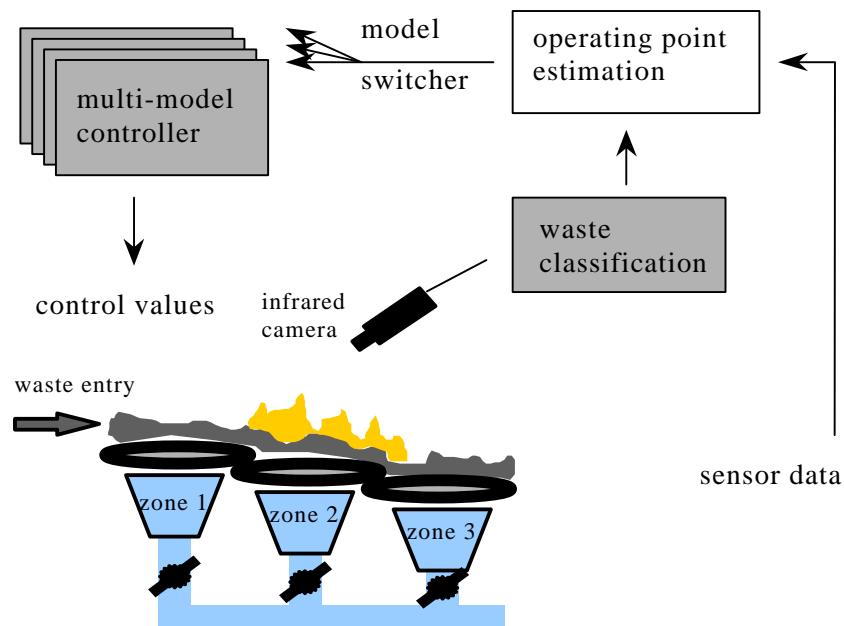 model
switcher
operating point
estimation
multi-model
controller
waste
classification
control values
infrared
camera
waste entry
zone 1
zone 2
zone 3
sensor data